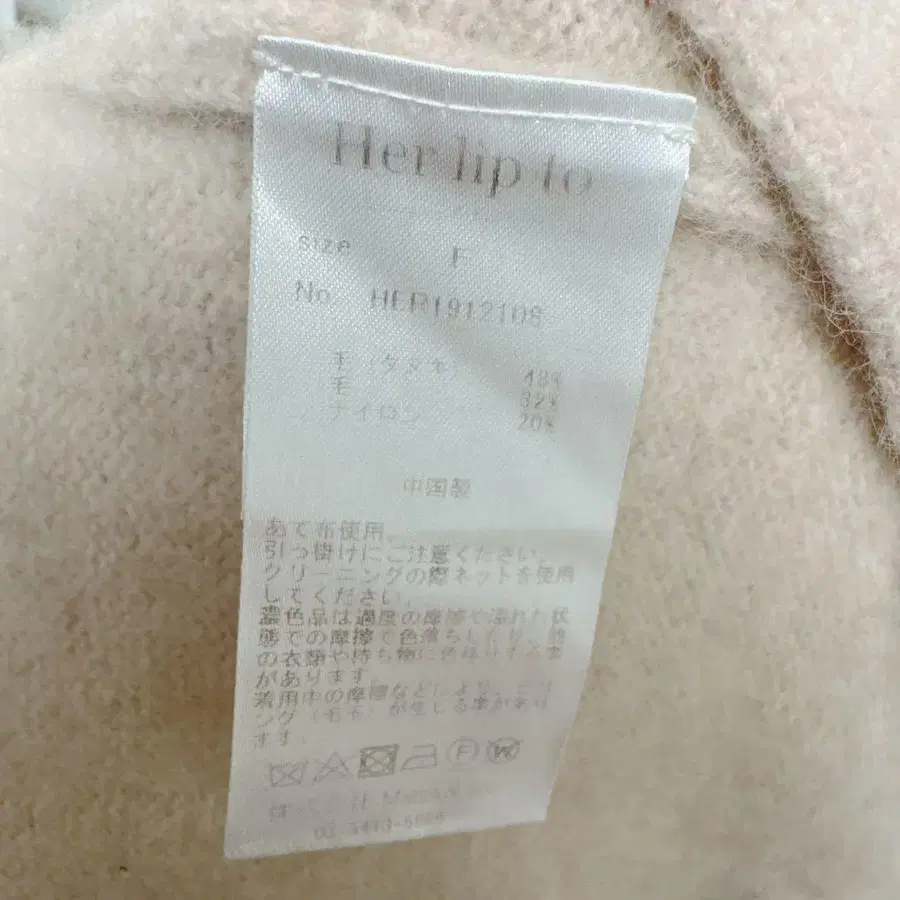 Her lip to
size F
No. HER1912108
毛(タヌキ) 48%
毛 32%
ナイロン 20%
中国製
あて布使用。
引っ掛けにご注意ください。
クリーニングの際ネットを使用
してください。
濃色品は過度の摩擦や濡れた状
態での摩擦で色落ちしたり、他
の衣類や持ち物に色移りする事
があります。
着用中の摩擦などにより、ピリ
ング(毛玉)が生じる事があり
ます。
F W
株式会社
03